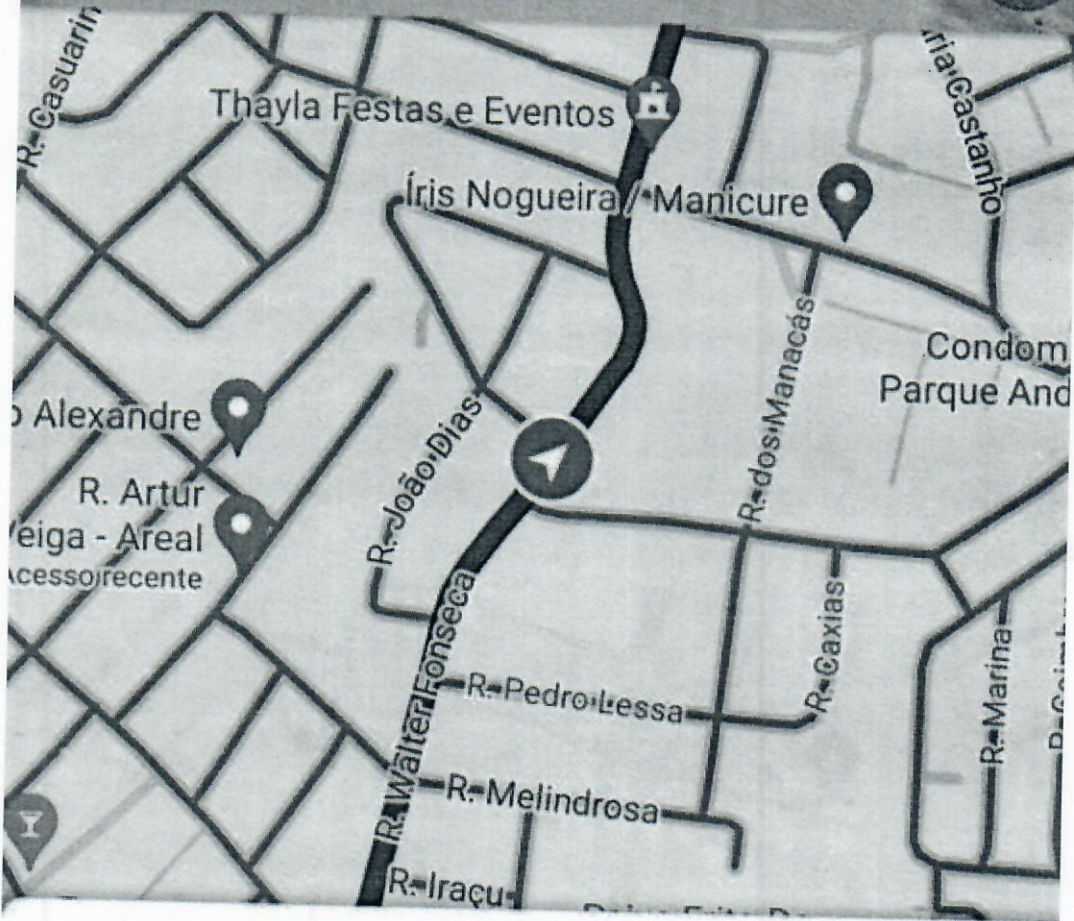 R. Casuarin
ria Castanho
Thayla Festas e Eventos
Íris Nogueira / Manicure
Condom
Parque And
o Alexandre
R. dos Manacás
R. João Dias
R. Artur
Veiga - Areal
Acesso recente
R. Caxias
R. Marina
R. Pedro Lessa
R. Walter Fonseca
R. Melindrosa
R. Iraçu